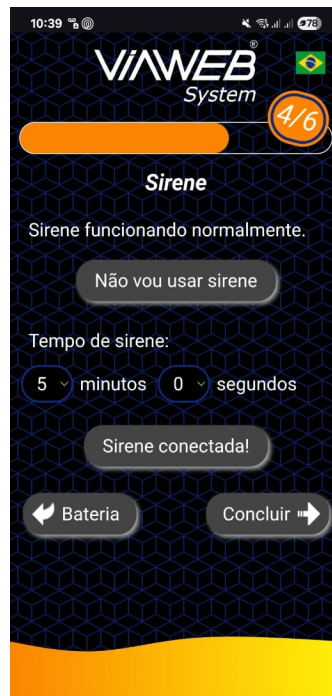 10:39
78
VIAWEB®
System
4/6
Sirene
Sirene funcionando normalmente.
Não vou usar sirene
Tempo de sirene:
5 minutos 0 segundos
Sirene conectada!
Bateria
Concluir